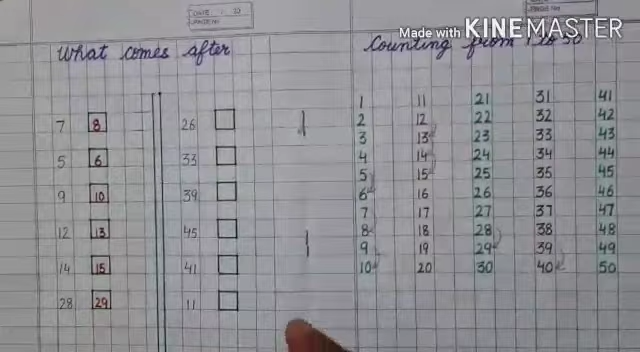 DATE: / 20
PAGE No.
Made with KINEMASTER
What comes after
Counting from 1 to 50
7 8 26
5 6 33
9 10 39
12 13 45
14 15 41
28 29 11
1 11 21 31 41
2 12 22 32 42
3 13 23 33 43
4 14 24 34 44
5 15 25 35 45
6 16 26 36 46
7 17 27 37 47
8 18 28 38 48
9 19 29 39 49
10 20 30 40 50